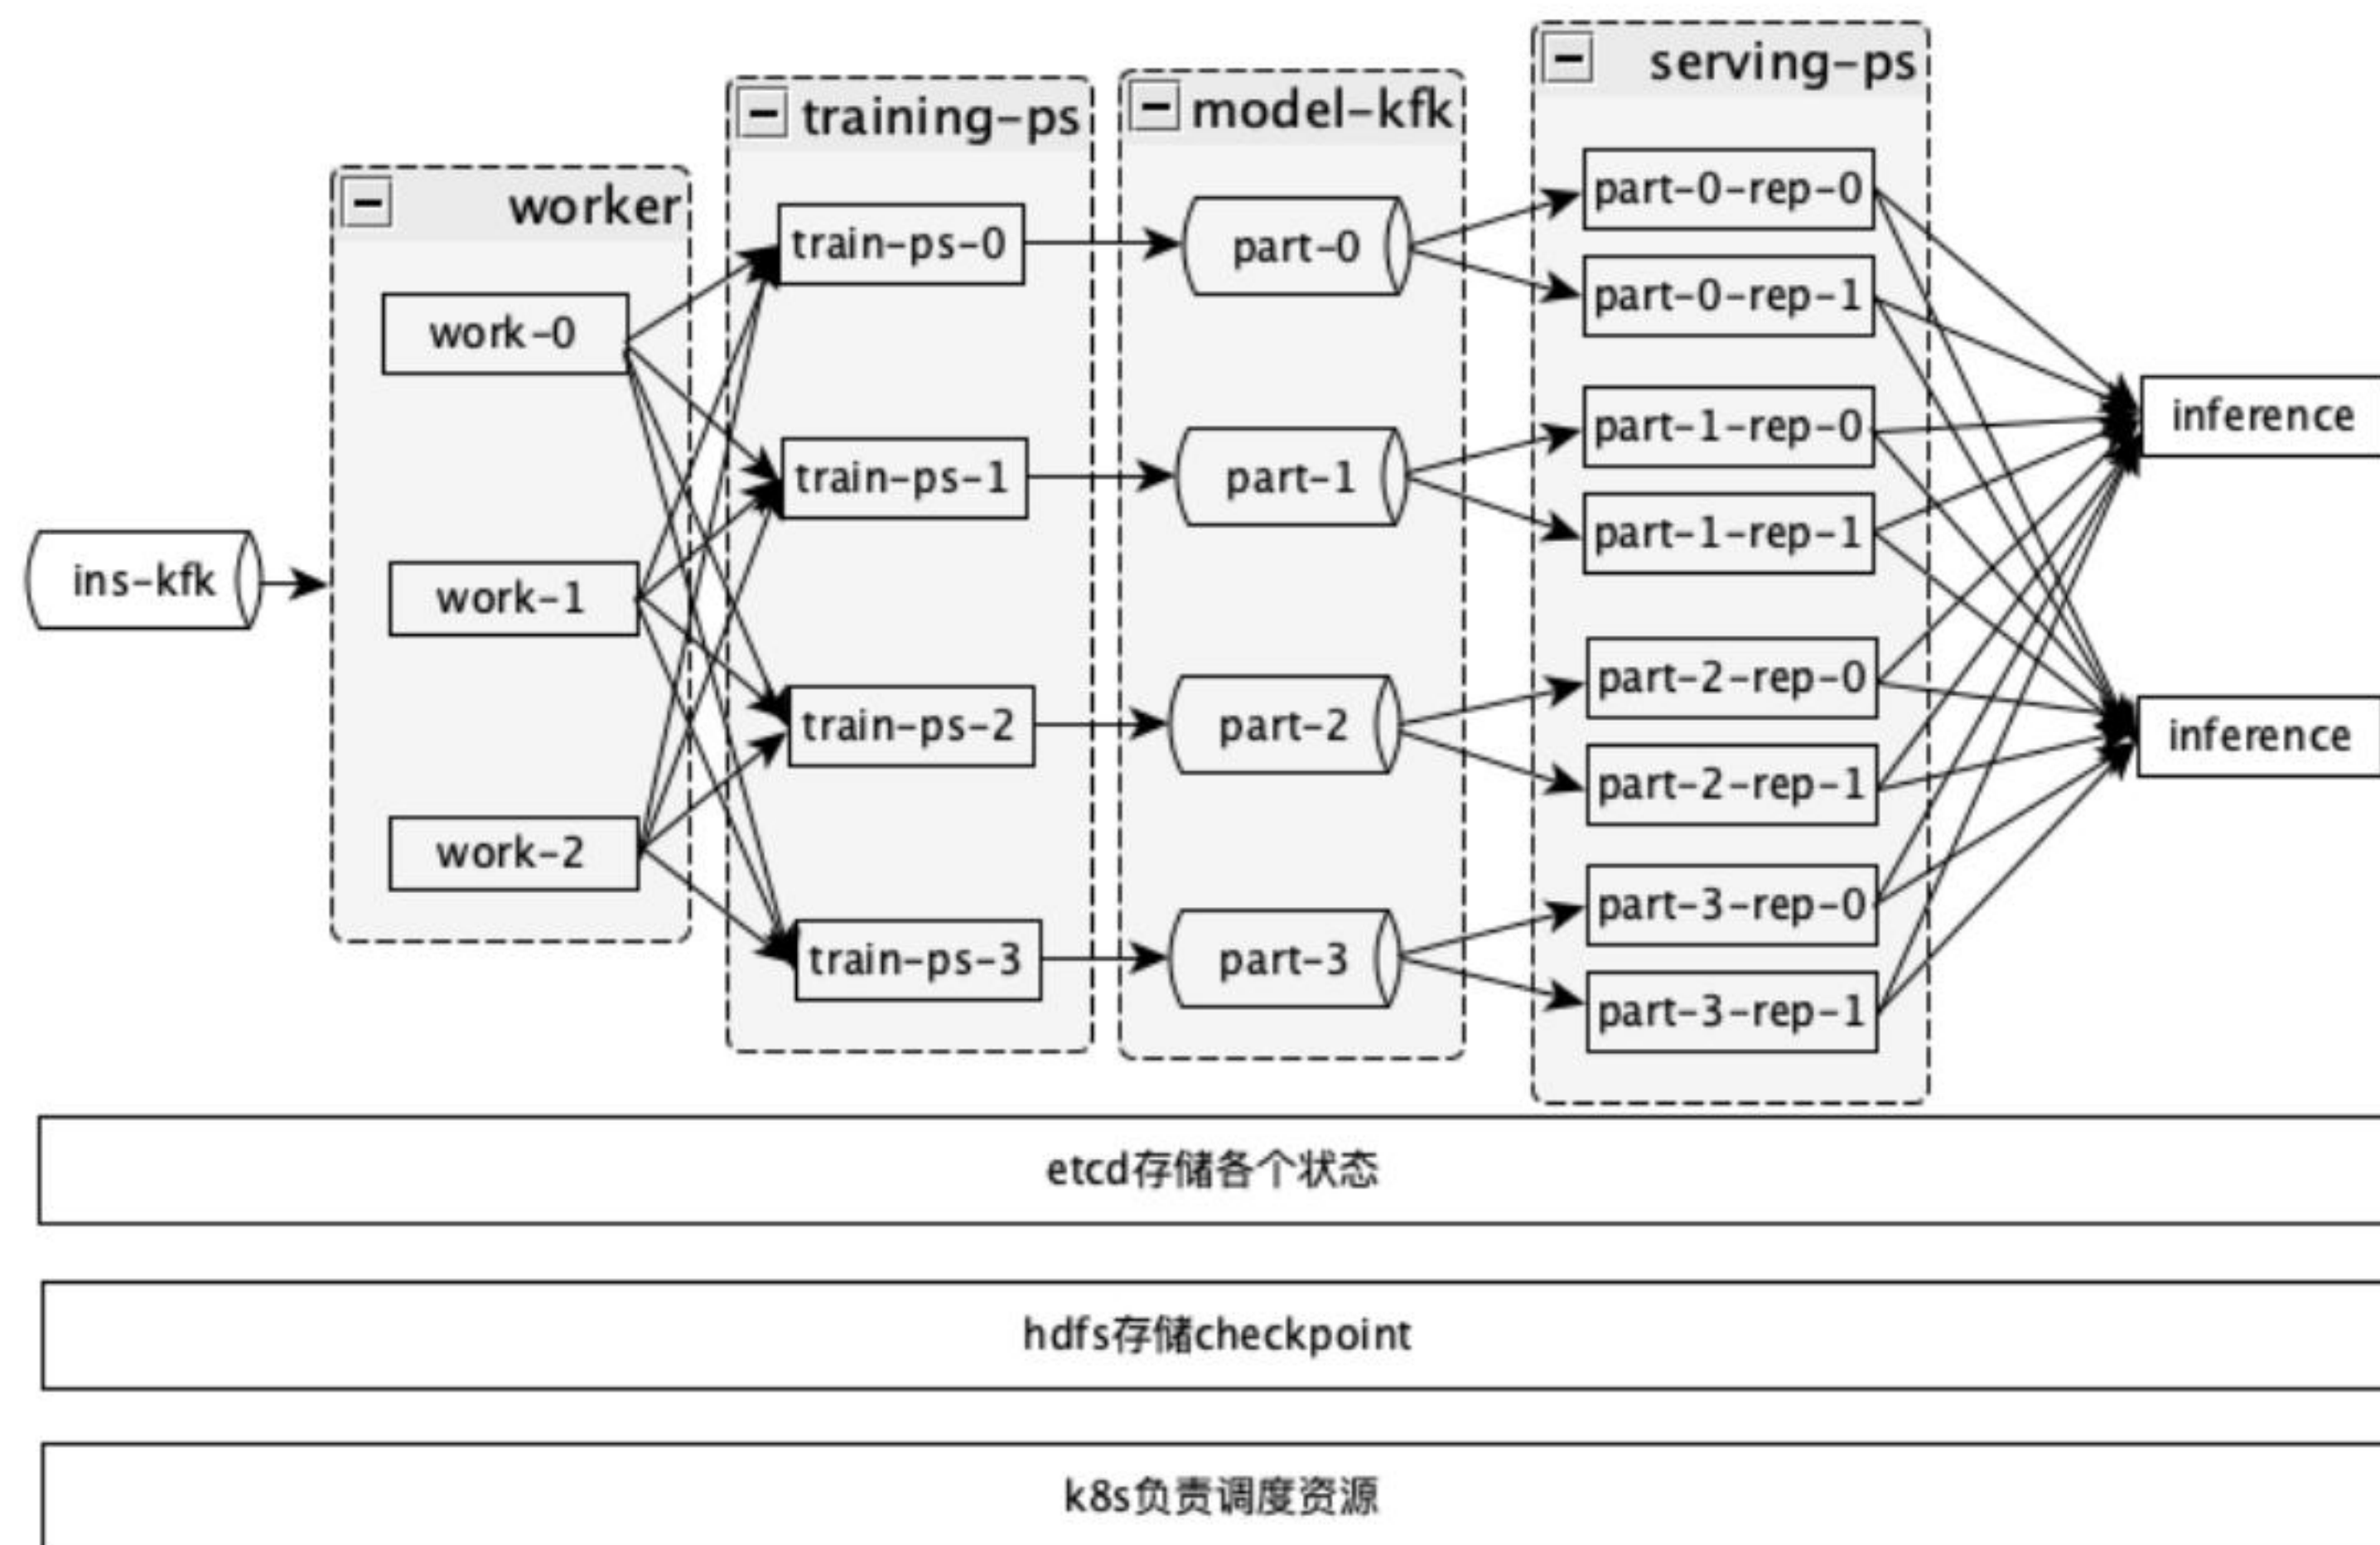 ins-kfk
worker
work-0
work-1
work-2
training-ps
train-ps-0
train-ps-1
train-ps-2
train-ps-3
model-kfk
part-0
part-1
part-2
part-3
serving-ps
part-0-rep-0
part-0-rep-1
part-1-rep-0
part-1-rep-1
part-2-rep-0
part-2-rep-1
part-3-rep-0
part-3-rep-1
inference
inference
etcd存储各个状态
hdfs存储checkpoint
k8s负责调度资源